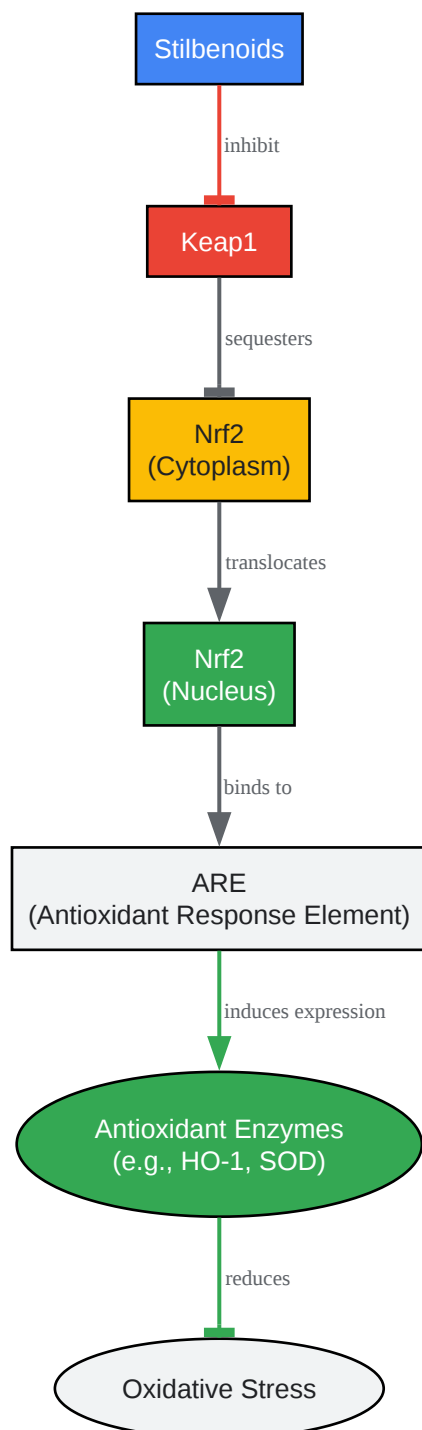 Stilbenoids
inhibit
Keap1
sequesters
Nrf2
(Cytoplasm)
translocates
Nrf2
(Nucleus)
binds to
ARE
(Antioxidant Response Element)
induces expression
Antioxidant Enzymes
(e.g., HO-1, SOD)
reduces
Oxidative Stress